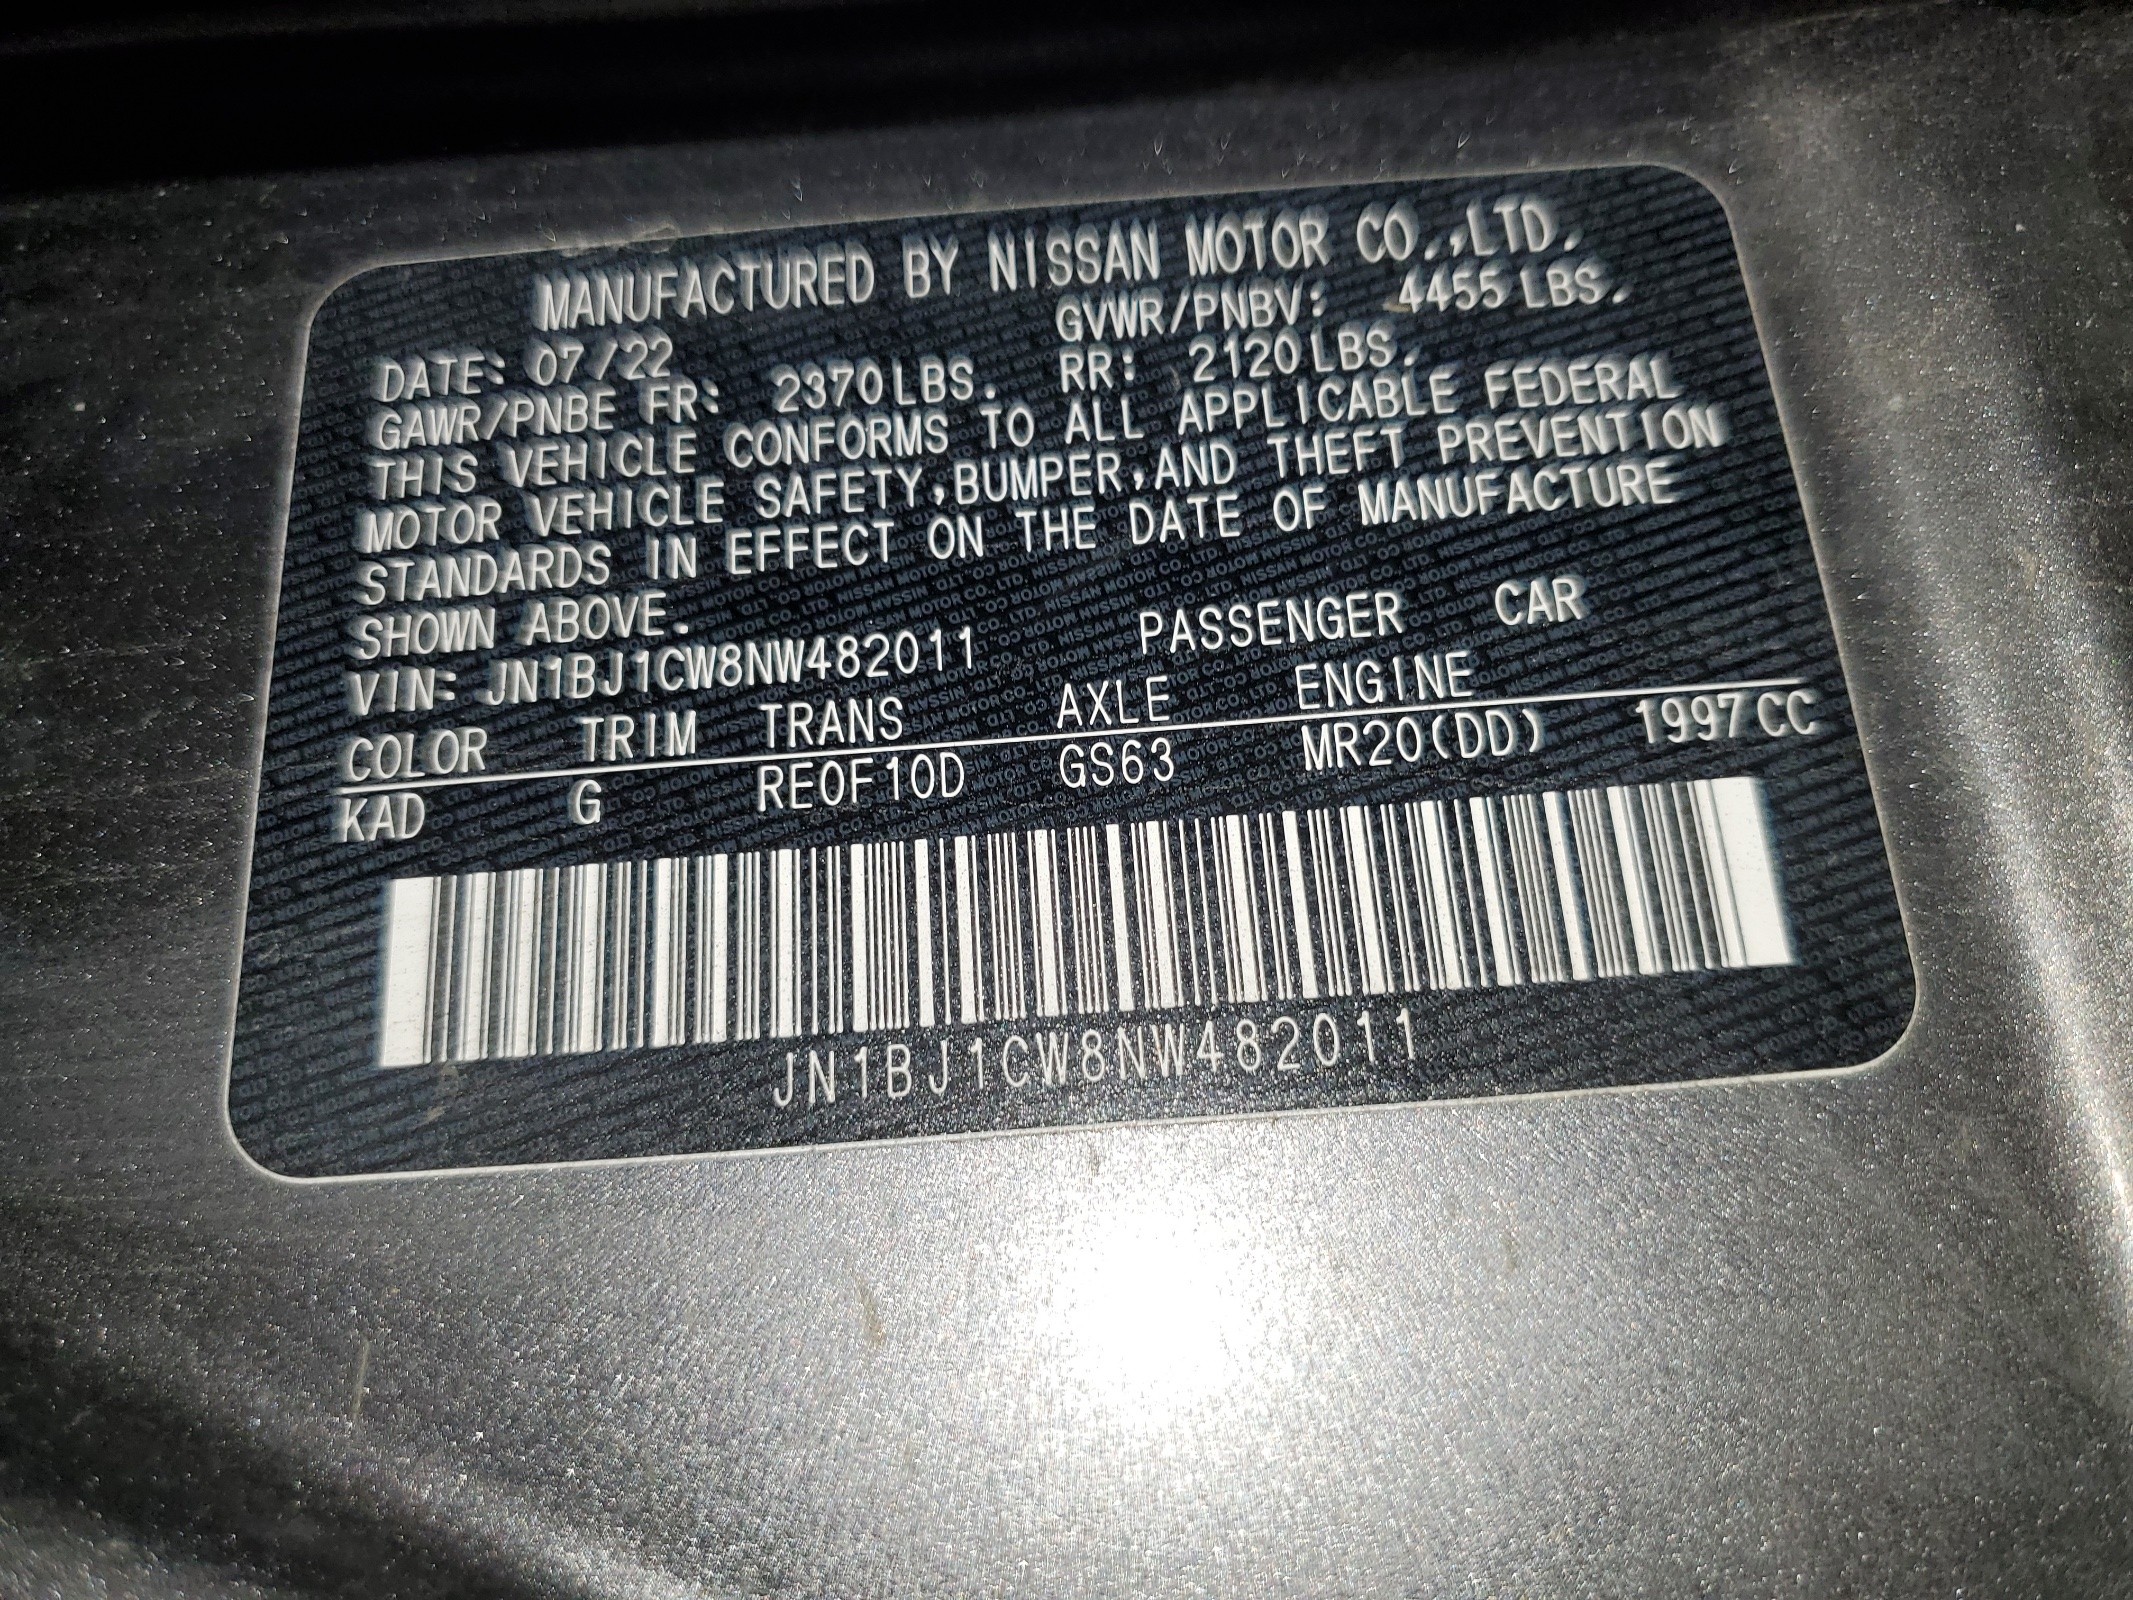 MANUFACTURED BY NISSAN MOTOR CO.,LTD.
DATE: 07/22 GVWR/PNBV: 4455 LBS.
GAWR/PNBE FR: 2370 LBS. RR: 2120 LBS.
THIS VEHICLE CONFORMS TO ALL APPLICABLE FEDERAL
MOTOR VEHICLE SAFETY,BUMPER,AND THEFT PREVENTION
STANDARDS IN EFFECT ON THE DATE OF MANUFACTURE
SHOWN ABOVE.
VIN: JN1BJ1CW8NW482011 PASSENGER CAR
COLOR TRIM TRANS AXLE ENGINE
KAD G RE0F10D GS63 MR20(DD) 1997 CC
JN1BJ1CW8NW482011